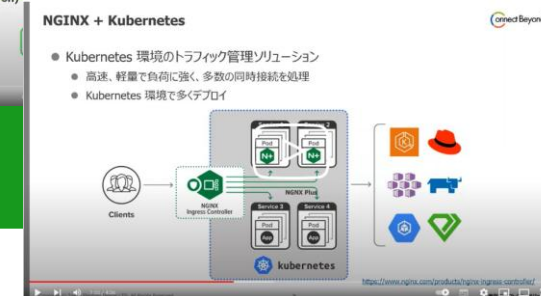 NGINX + Kubernetes
onnect Beyond
● Kubernetes 環境のトラフィック管理ソリューション
● 高速、軽量で負荷に強く、多数の同時接続を処理
● Kubernetes 環境で多くデプロイ
Pod
Pod
N+
N+
NGINX Plus
Clients
NGINX
Ingress Controller
Service 3
Service 4
Pod
Pod
App
App
kubernetes
https://www.nginx.com/products/nginx-ingress-controller/